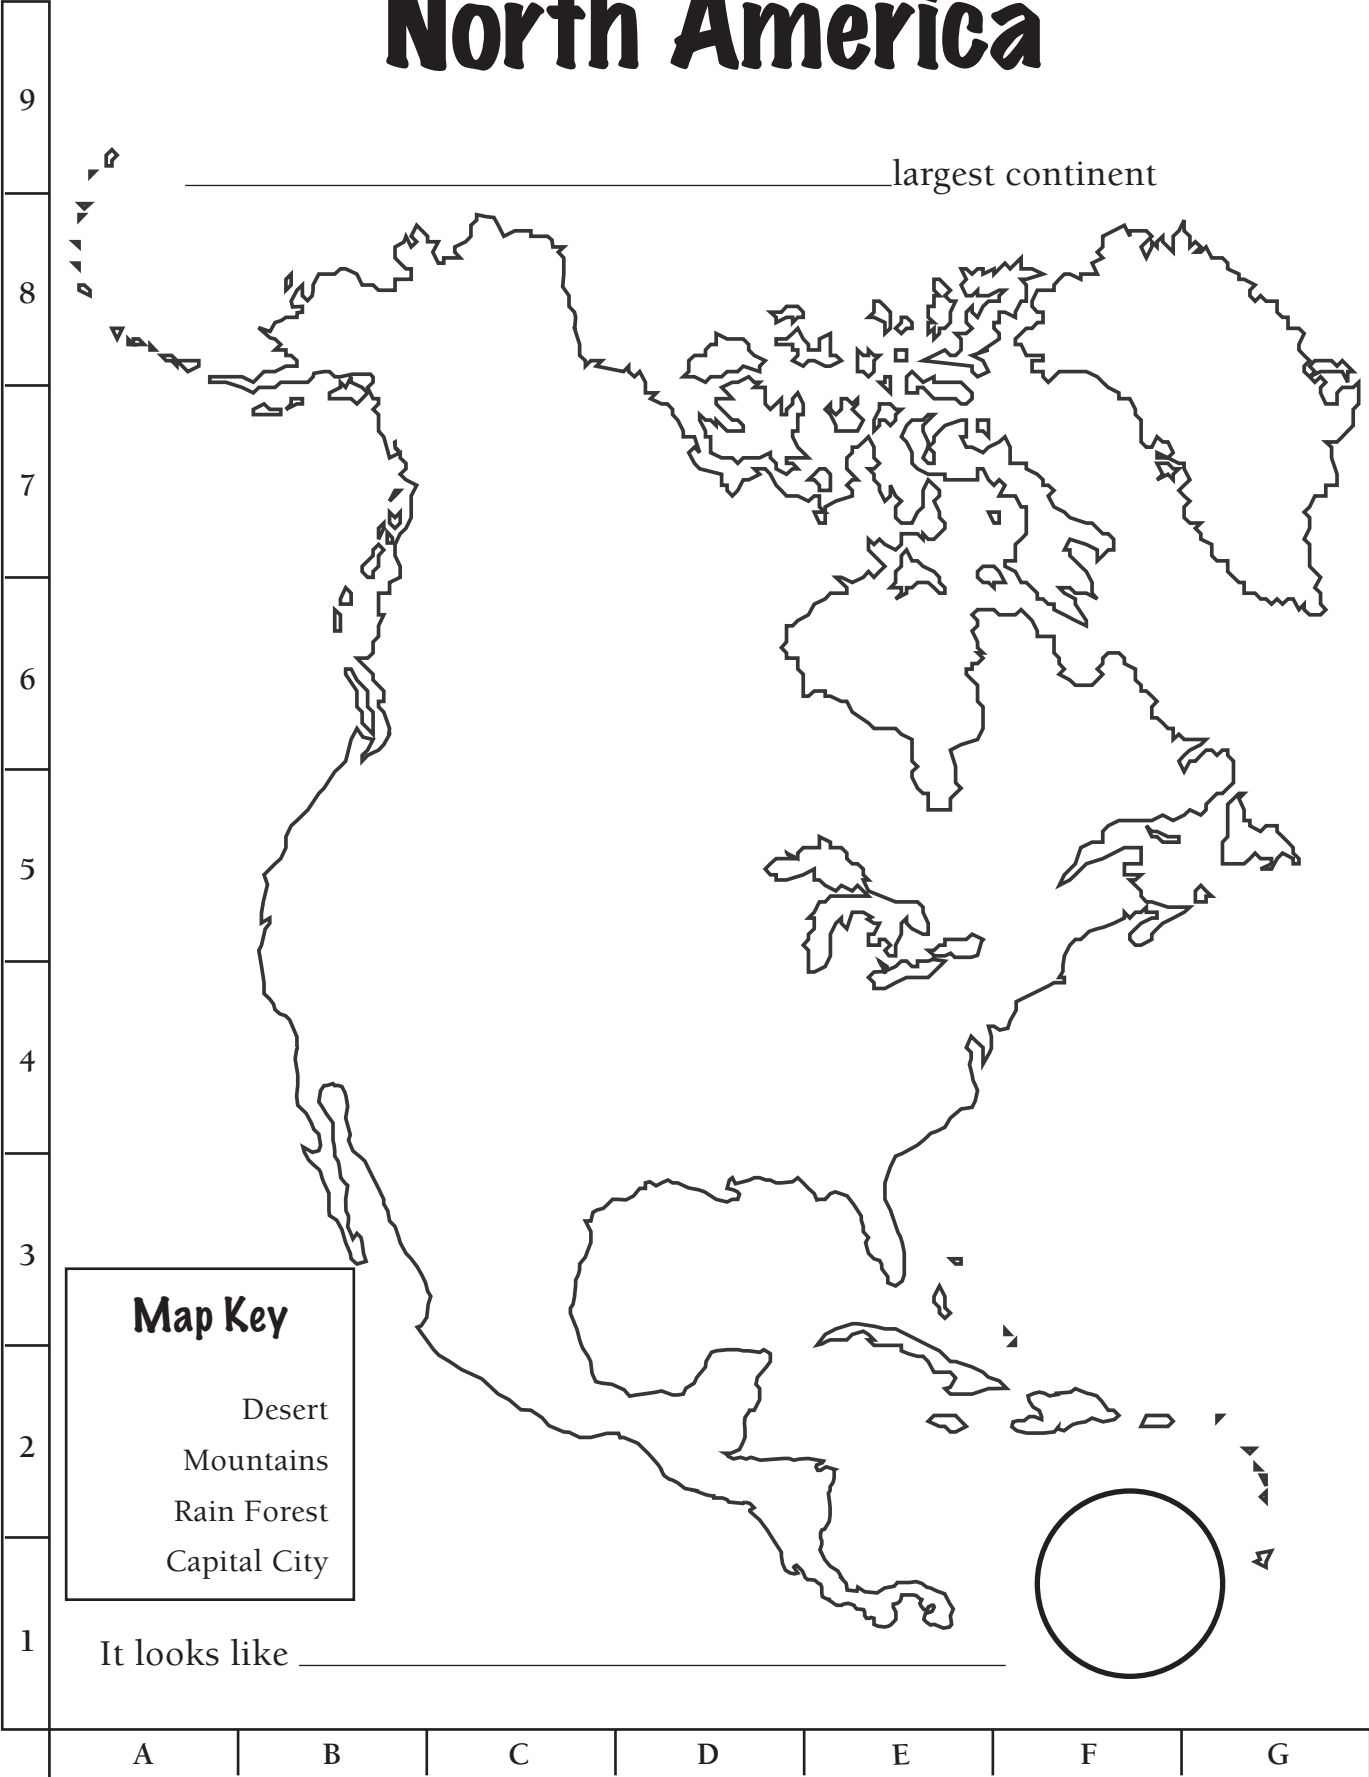 North America
9
largest continent
8
7
6
5
4
3
Map Key
Desert
2
Mountains
Rain Forest
Capital City
1
It looks like
A B C D E F G